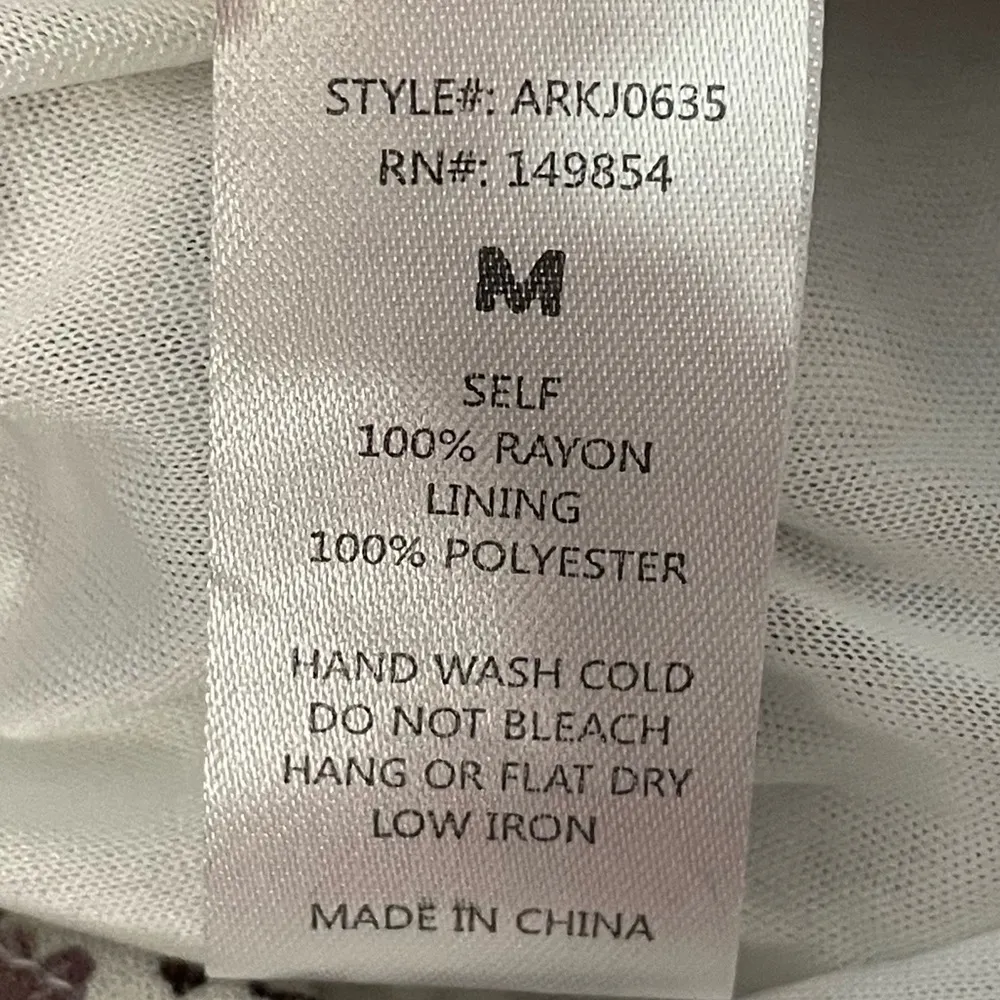 STYLE#: ARKJ0635
RN#: 149854
M
SELF
100% RAYON
LINING
100% POLYESTER
HAND WASH COLD
DO NOT BLEACH
HANG OR FLAT DRY
LOW IRON
MADE IN CHINA